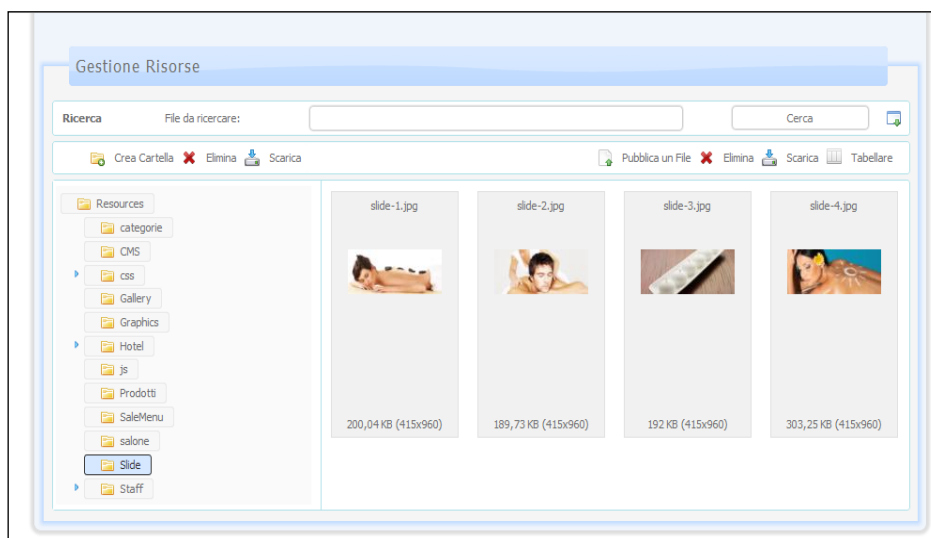 Gestione Risorse
Ricerca File da ricercare: Cerca
Crea Cartella Elimina Scarica Pubblica un File Elimina Scarica Tabellare
Resources
categorie
CMS
css
Gallery
Graphics
Hotel
js
Prodotti
SaleMenu
salone
Slide
Staff
slide-1.jpg slide-2.jpg slide-3.jpg slide-4.jpg
200,04 KB (415x960) 189,73 KB (415x960) 192 KB (415x960) 303,25 KB (415x960)